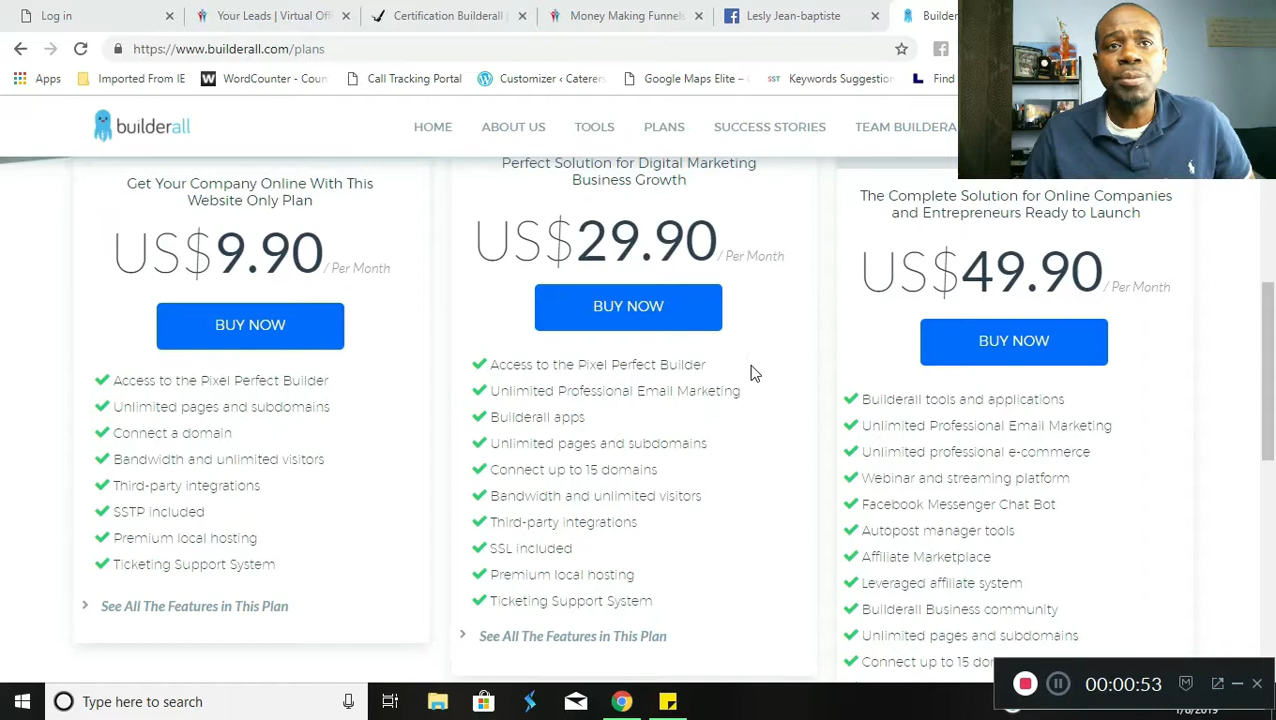 Log in
Your Leads | Virtual Off
Certification Builderall
Money Making Funnels
Lesly Jean-baptiste
Builder
https://www.builderall.com/plans
Apps
Imported From IE
WordCounter - Coun
Call Tracking Portal
Customizer ‹ Caterers
Google Maps Elite –
Keywords Suggestion
Find
builderall
HOME
ABOUT US
TOOLS
PLANS
SUCCESS STORIES
TEAM BUILDERA
Get Your Company Online With This
Website Only Plan
US$9.90 / Per Month
BUY NOW
Access to the Pixel Perfect Builder
Unlimited pages and subdomains
Connect a domain
Bandwidth and unlimited visitors
Third-party integrations
SSTP included
Premium local hosting
Ticketing Support System
See All The Features in This Plan
Perfect Solution for Digital Marketing
Business Growth
US$29.90 / Per Month
BUY NOW
Access to the Pixel Perfect Builder
Unlimited Professional Email Marketing
Builderall apps
Unlimited pages and subdomains
Connect up to 15 domains
Bandwidth and unlimited visitors
Third-party integrations
SSL included
Premium local hosting
Ticketing Support System
See All The Features in This Plan
The Complete Solution for Online Companies
and Entrepreneurs Ready to Launch
US$49.90 / Per Month
BUY NOW
Builderall tools and applications
Unlimited Professional Email Marketing
Unlimited professional e-commerce
Webinar and streaming platform
Facebook Messenger Chat Bot
Autopost manager tools
Affiliate Marketplace
Leveraged affiliate system
Builderall Business community
Unlimited pages and subdomains
Connect up to 15 dom
00:00:53
Type here to search
1/8/2019